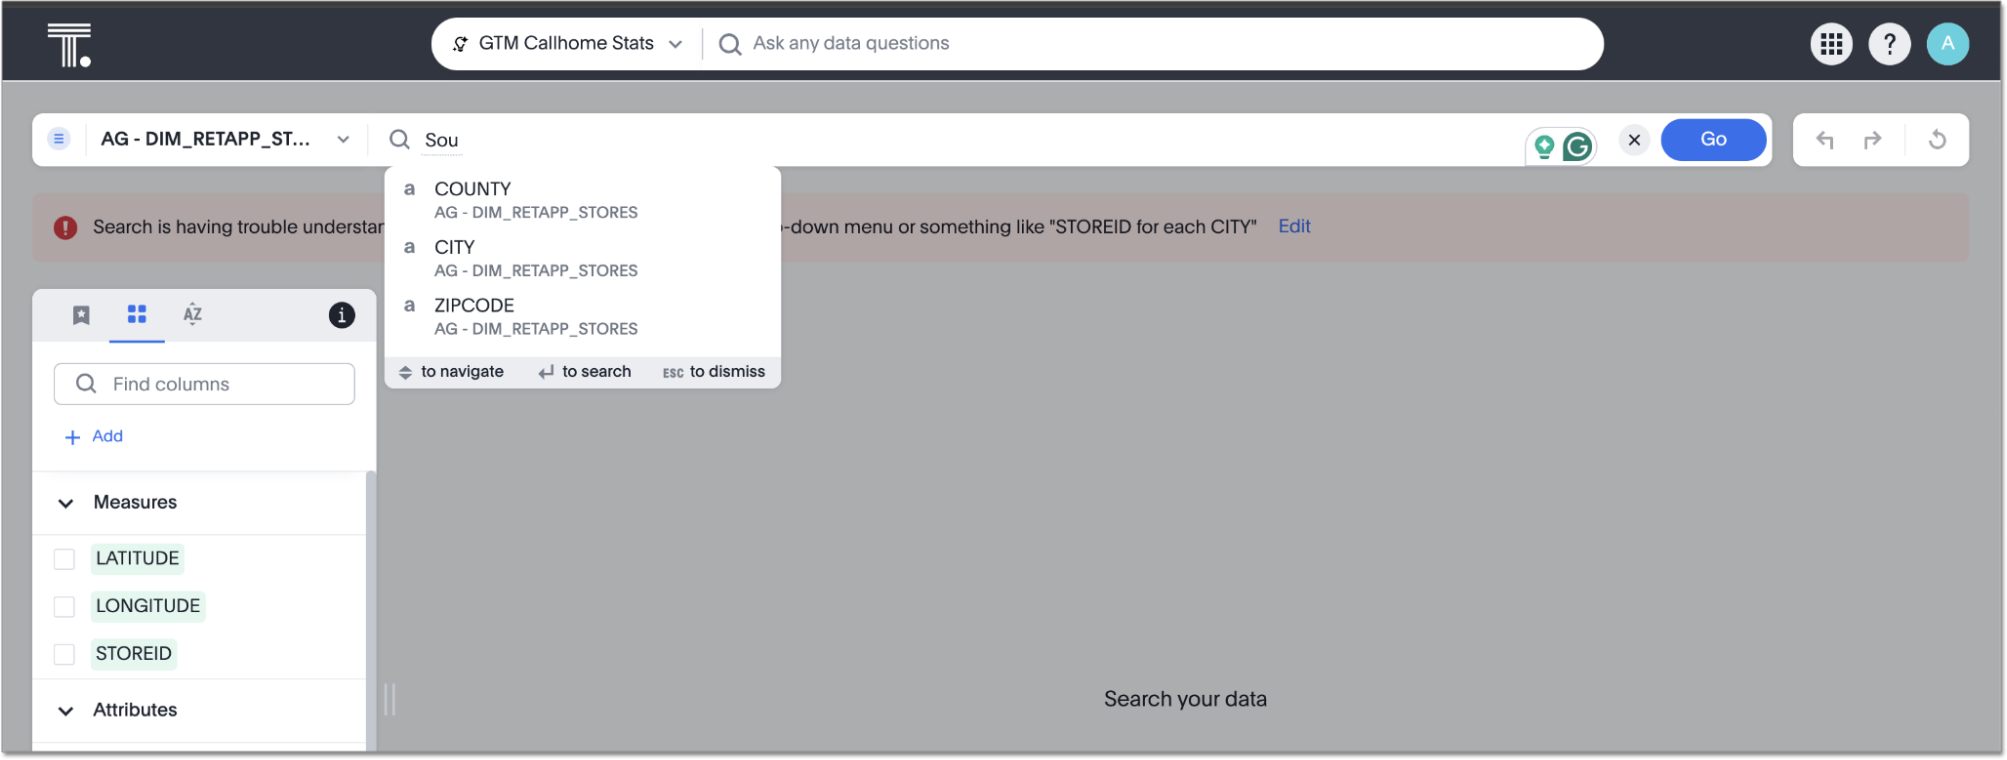 T.
GTM Callhome Stats
Ask any data questions
?
A
AG - DIM_RETAPP_ST...
Sou
G
Go
a COUNTY
AG - DIM_RETAPP_STORES
a CITY
AG - DIM_RETAPP_STORES
a ZIPCODE
AG - DIM_RETAPP_STORES
to navigate to search ESC to dismiss
Search is having trouble understan
-down menu or something like "STOREID for each CITY" Edit
AZ
i
Find columns
+ Add
Measures
LATITUDE
LONGITUDE
STOREID
Attributes
Search your data